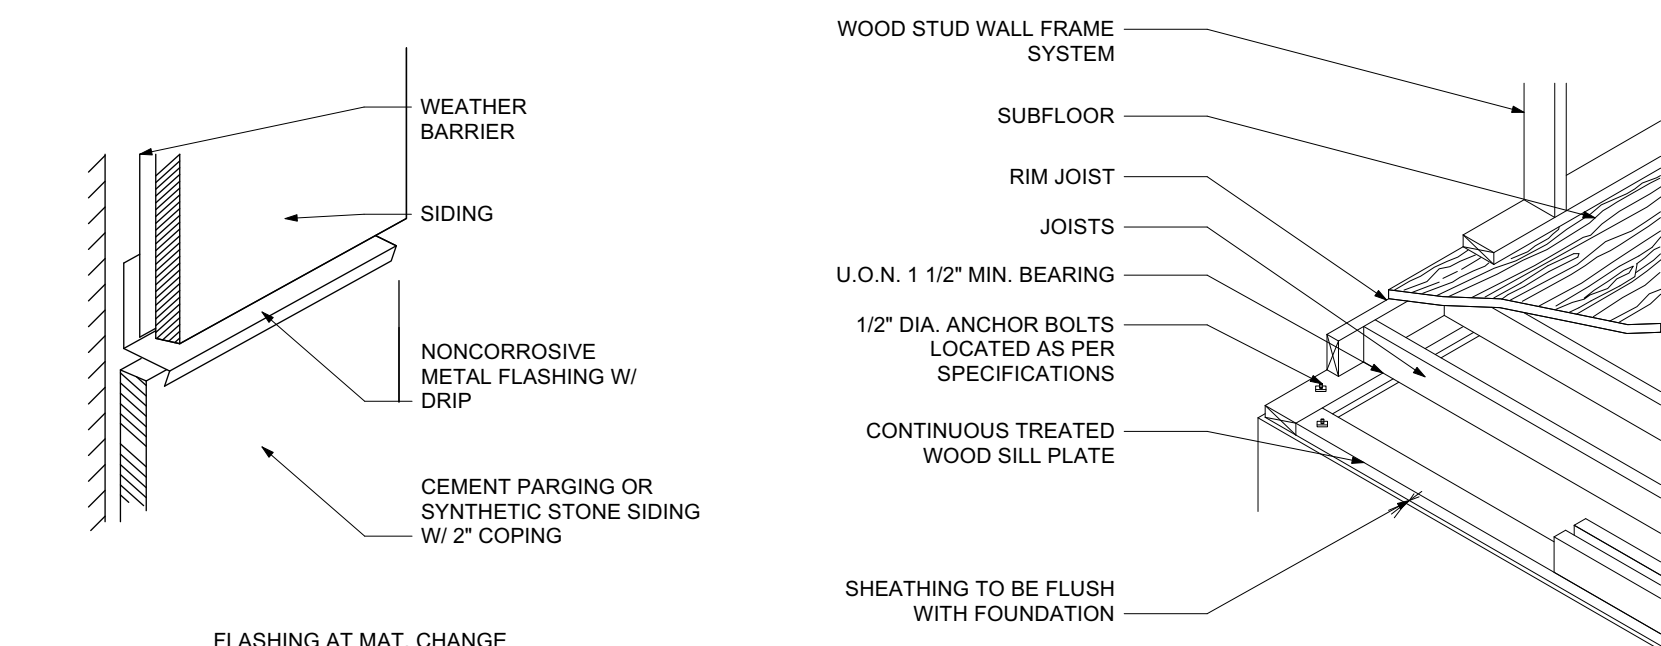 WEATHER
BARRIER
SIDING
NONCORROSIVE
METAL FLASHING W/
DRIP
CEMENT PARGING OR
SYNTHETIC STONE SIDING
W/ 2" COPING
FLASHING AT MAT. CHANGE
WOOD STUD WALL FRAME
SYSTEM
SUBFLOOR
RIM JOIST
JOISTS
U.O.N. 1 1/2" MIN. BEARING
1/2" DIA. ANCHOR BOLTS
LOCATED AS PER
SPECIFICATIONS
CONTINUOUS TREATED
WOOD SILL PLATE
SHEATHING TO BE FLUSH
WITH FOUNDATION